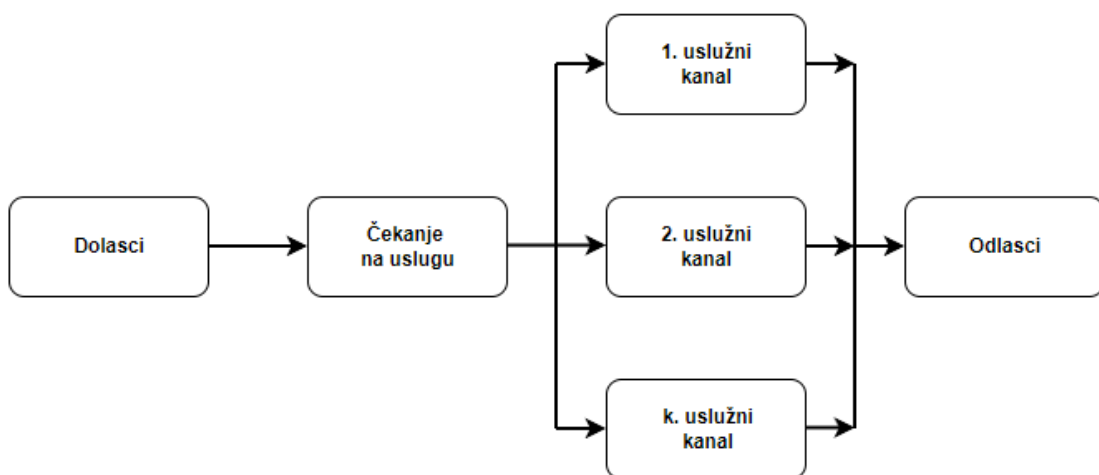 1. uslužni
kanal
Dolasci
Čekanje
na uslugu
2. uslužni
kanal
Odlasci
k. uslužni
kanal